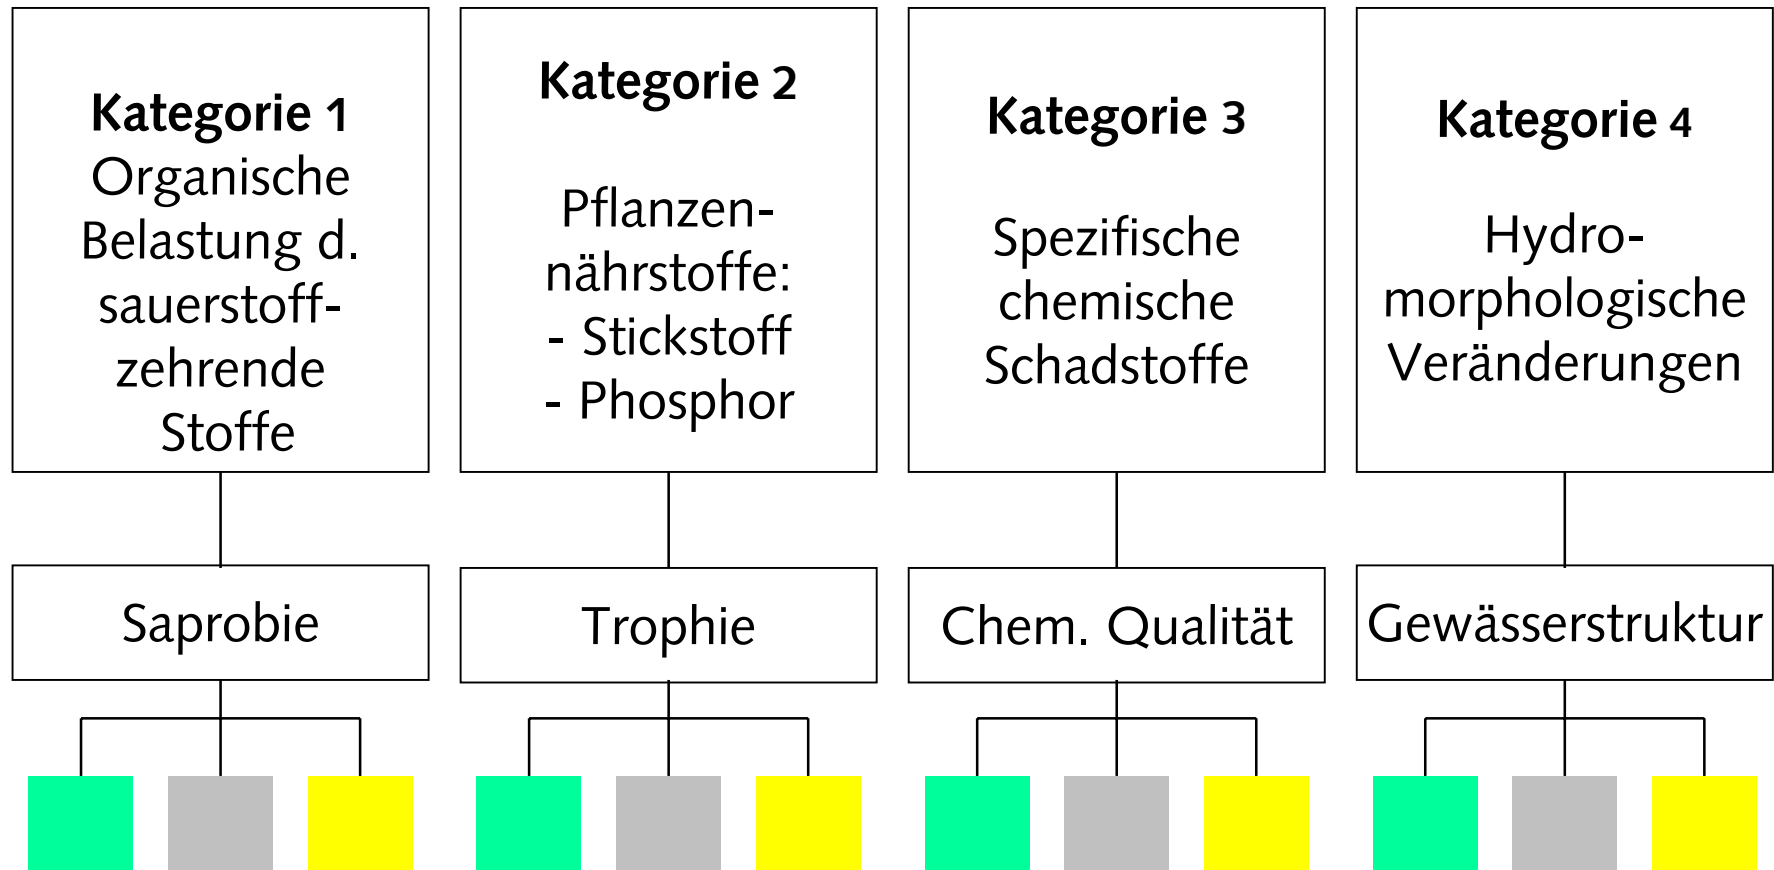 Kategorie 1
Organische
Belastung d.
sauerstoff-
zehrende
Stoffe
Kategorie 2
Pflanzen-
nährstoffe:
- Stickstoff
- Phosphor
Kategorie 3
Spezifische
chemische
Schadstoffe
Kategorie 4
Hydro-
morphologische
Veränderungen
Saprobie
Trophie
Chem. Qualität
Gewässerstruktur